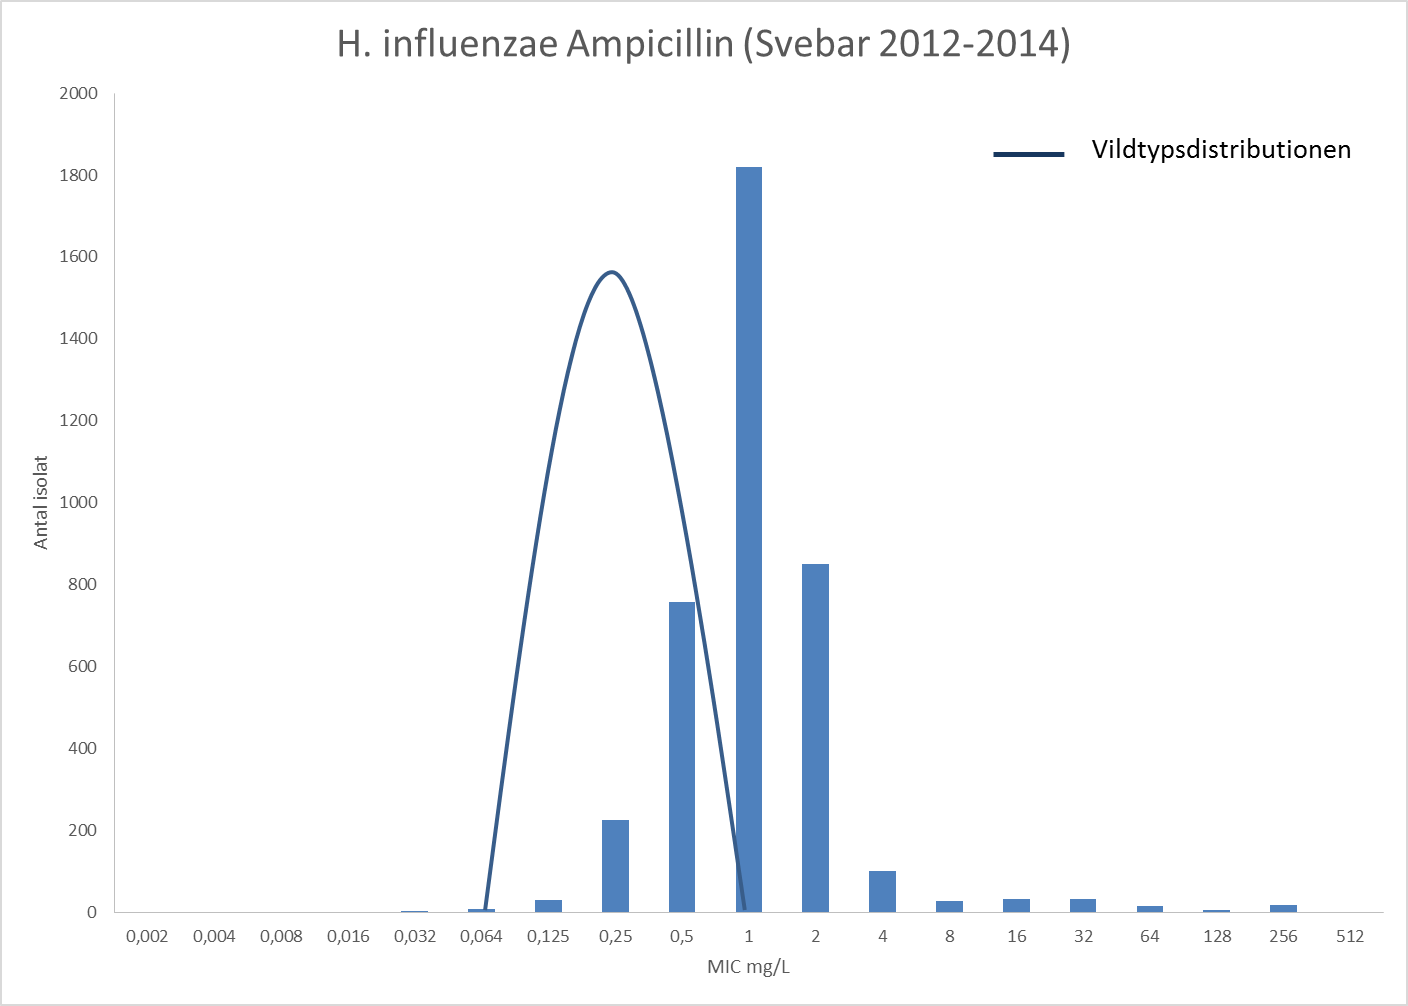 H. influenzae Ampicillin (Svebar 2012-2014)
Vildtypsdistributionen
2000
1800
1600
1400
1200
1000
800
600
400
200
0
Antal isolat
0,002 0,004 0,008 0,016 0,032 0,064 0,125 0,25 0,5 1 2 4 8 16 32 64 128 256 512
MIC mg/L